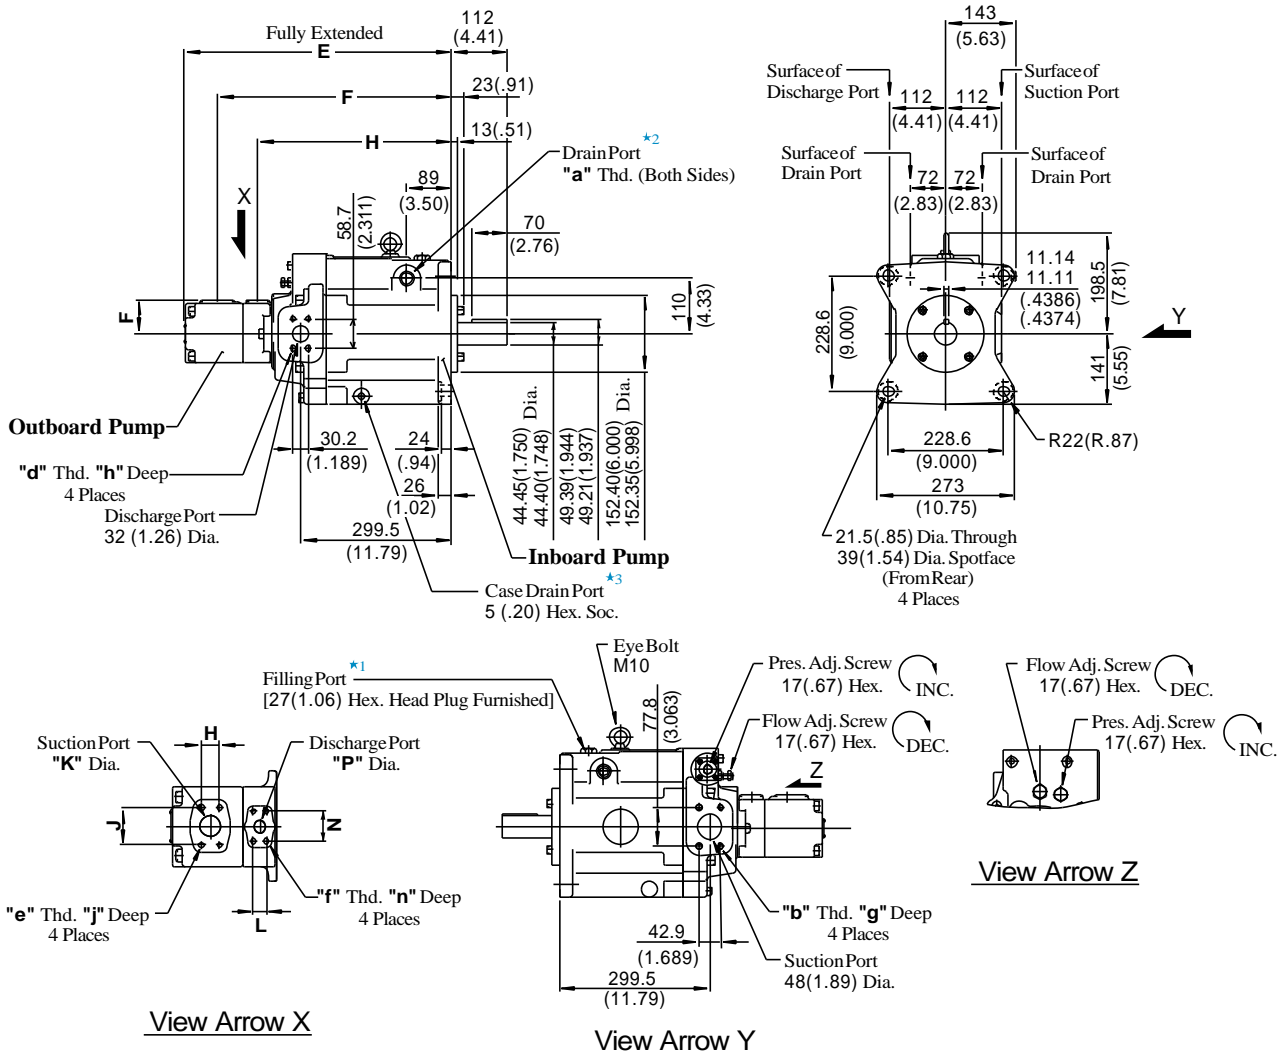 Fully Extended
E
112
(4.41)
F
23(.91)
H
13(.51)
Drain Port ★2
"a" Thd. (Both Sides)
89
(3.50)
X
58.7
(2.311)
70
(2.76)
110
(4.33)
F
Outboard Pump
"d" Thd. "h" Deep
4 Places
Discharge Port
32 (1.26) Dia.
30.2
(1.189)
24
(.94)
26
(1.02)
299.5
(11.79)
44.45(1.750) Dia.
44.40(1.748)
49.39(1.944)
49.21(1.937)
152.40(6.000) Dia.
152.35(5.998)
Inboard Pump
Case Drain Port ★3
5 (.20) Hex. Soc.
143
(5.63)
Surface of
Discharge Port
Surface of
Suction Port
112
(4.41)
112
(4.41)
Surface of
Drain Port
Surface of
Drain Port
72
(2.83)
72
(2.83)
11.14
11.11
(.4386)
(.4374)
198.5
(7.81)
Y
228.6
(9.000)
141
(5.55)
R22(R.87)
228.6
(9.000)
273
(10.75)
21.5(.85) Dia. Through
39(1.54) Dia. Spotface
(From Rear)
4 Places
Filling Port ★1
[27(1.06) Hex. Head Plug Furnished]
Eye Bolt
M10
77.8
(3.063)
Pres. Adj. Screw
17(.67) Hex.
INC.
Flow Adj. Screw
17(.67) Hex.
DEC.
Z
Flow Adj. Screw
17(.67) Hex.
DEC.
Pres. Adj. Screw
17(.67) Hex.
INC.
View Arrow Z
Suction Port
"K" Dia.
H
Discharge Port
"P" Dia.
J
N
L
"e" Thd. "j" Deep
4 Places
"f" Thd. "n" Deep
4 Places
View Arrow X
42.9
(1.689)
299.5
(11.79)
"b" Thd. "g" Deep
4 Places
Suction Port
48(1.89) Dia.
View Arrow Y